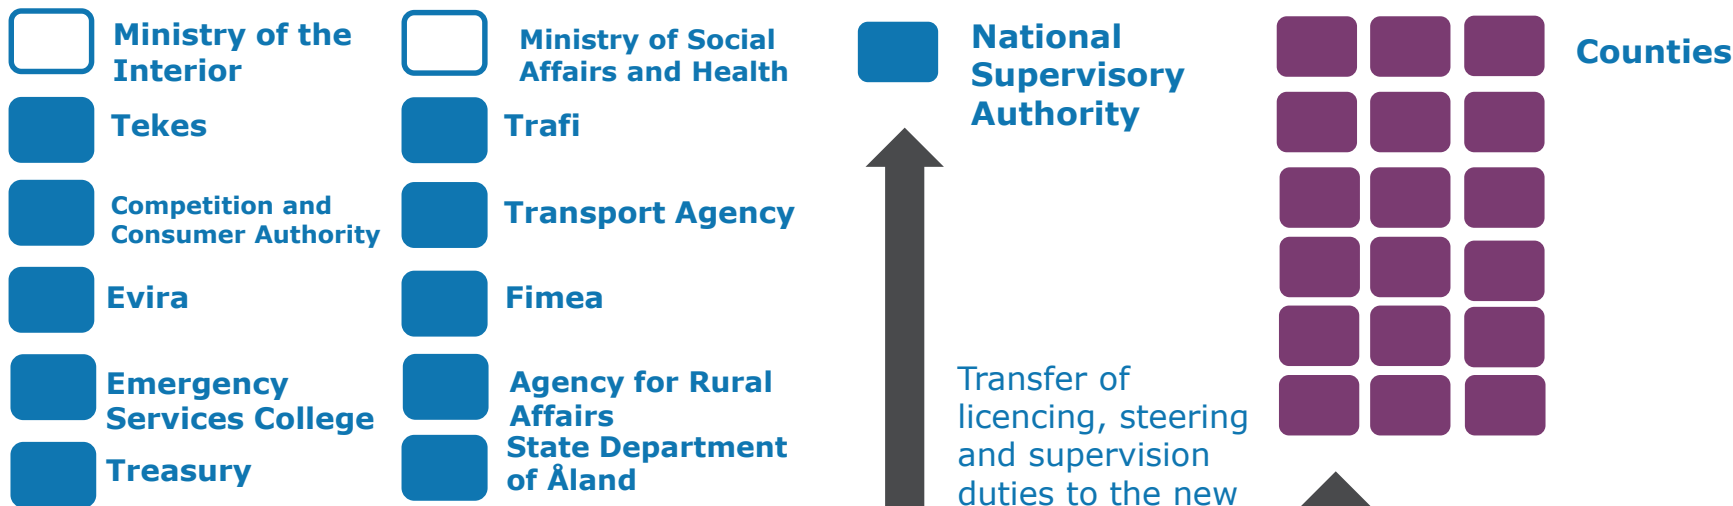 Ministry of the
Interior
Tekes
Competition and
Consumer Authority
Evira
Emergency
Services College
Treasury
Ministry of Social
Affairs and Health
Trafi
Transport Agency
Fimea
Agency for Rural
Affairs
State Department
of Åland
National
Supervisory
Authority
Transfer of
licencing, steering
and supervision
duties to the new
Counties